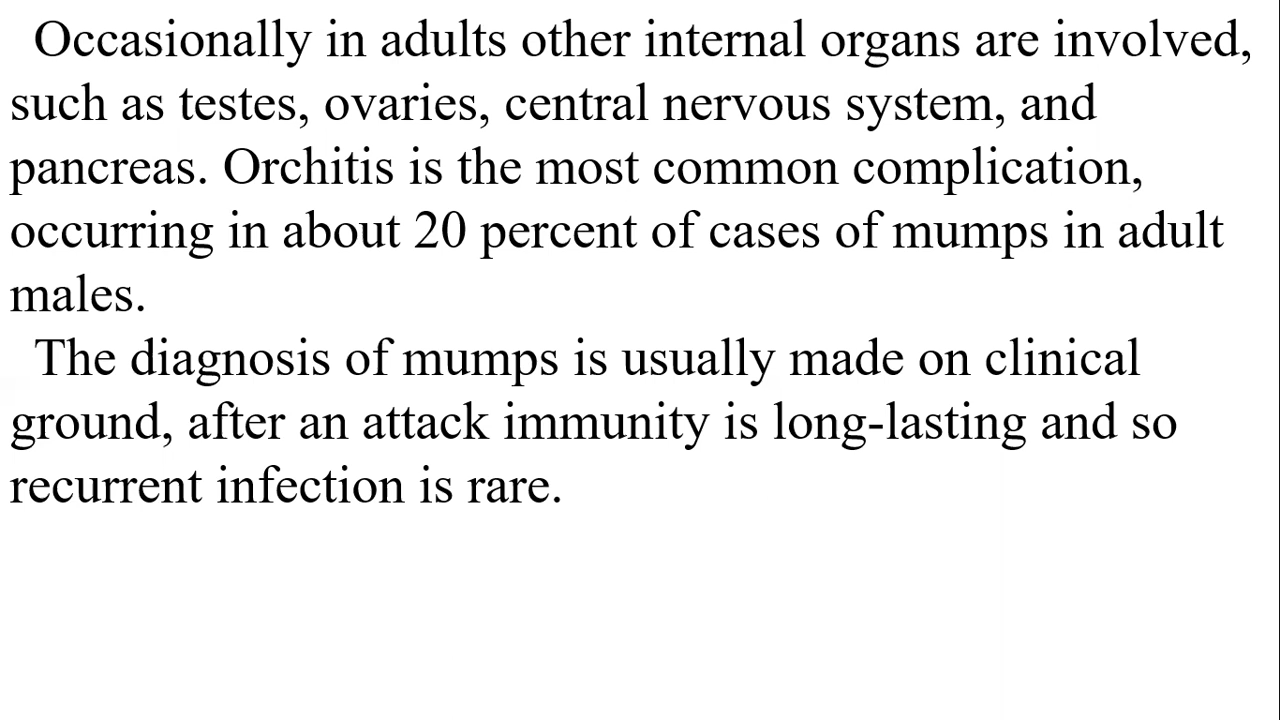 Occasionally in adults other internal organs are involved,
such as testes, ovaries, central nervous system, and
pancreas. Orchitis is the most common complication,
occurring in about 20 percent of cases of mumps in adult
males.
The diagnosis of mumps is usually made on clinical
ground, after an attack immunity is long-lasting and so
recurrent infection is rare.